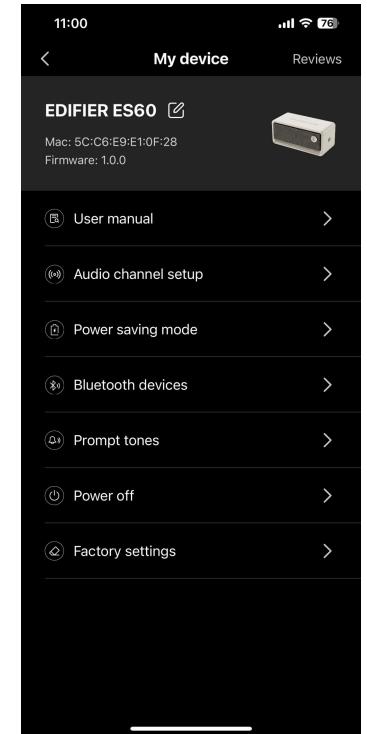 11:00
76
My device
Reviews
EDIFIER ES60
Mac: 5C:C6:E9:E1:0F:28
Firmware: 1.0.0
User manual
Audio channel setup
Power saving mode
Bluetooth devices
Prompt tones
Power off
Factory settings